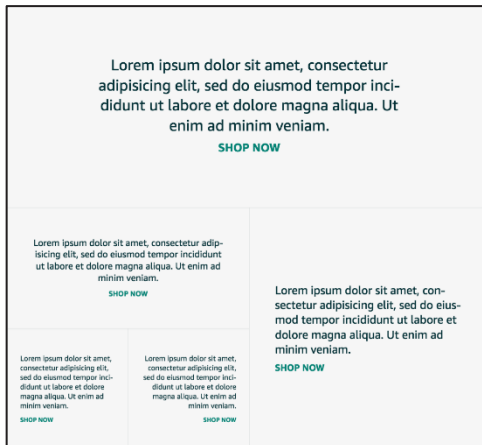 Lorem ipsum dolor sit amet, consectetur
adipisicing elit, sed do eiusmod tempor inci-
didunt ut labore et dolore magna aliqua. Ut
enim ad minim veniam.
SHOP NOW
Lorem ipsum dolor sit amet, consectetur adip-
isicing elit, sed do eiusmod tempor incididunt
ut labore et dolore magna aliqua. Ut enim ad
minim veniam.
SHOP NOW
Lorem ipsum dolor sit amet,
consectetur adipisicing elit,
sed do eiusmod tempor inci-
didunt ut labore et dolore
magna aliqua. Ut enim ad
minim veniam.
SHOP NOW
Lorem ipsum dolor sit amet,
consectetur adipisicing elit,
sed do eiusmod tempor inci-
didunt ut labore et dolore
magna aliqua. Ut enim ad
minim veniam.
SHOP NOW
Lorem ipsum dolor sit amet, con-
sectetur adipisicing elit, sed do eius-
mod tempor incididunt ut labore et
dolore magna aliqua. Ut enim ad
minim veniam.
SHOP NOW